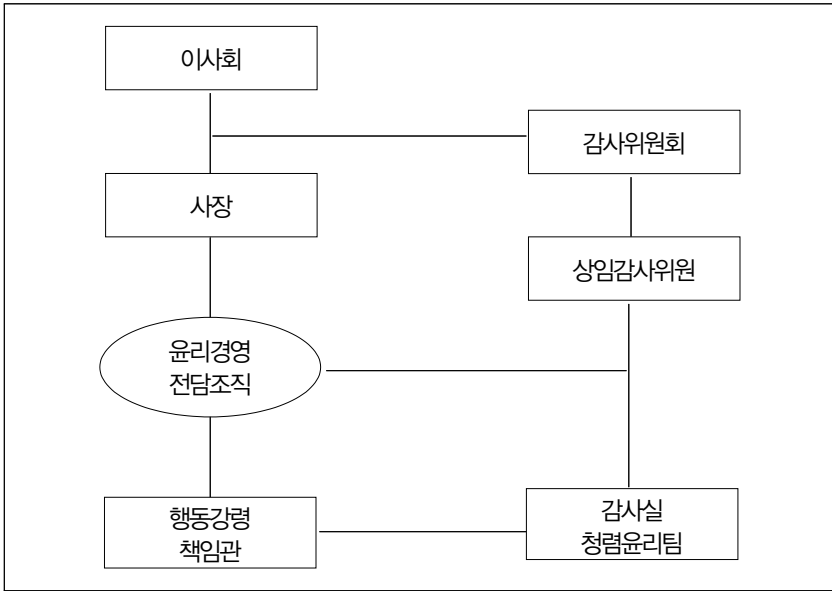 이사회
감사위원회
사장
상임감사위원
윤리경영
전담조직
행동강령
책임관
감사실
청렴윤리팀